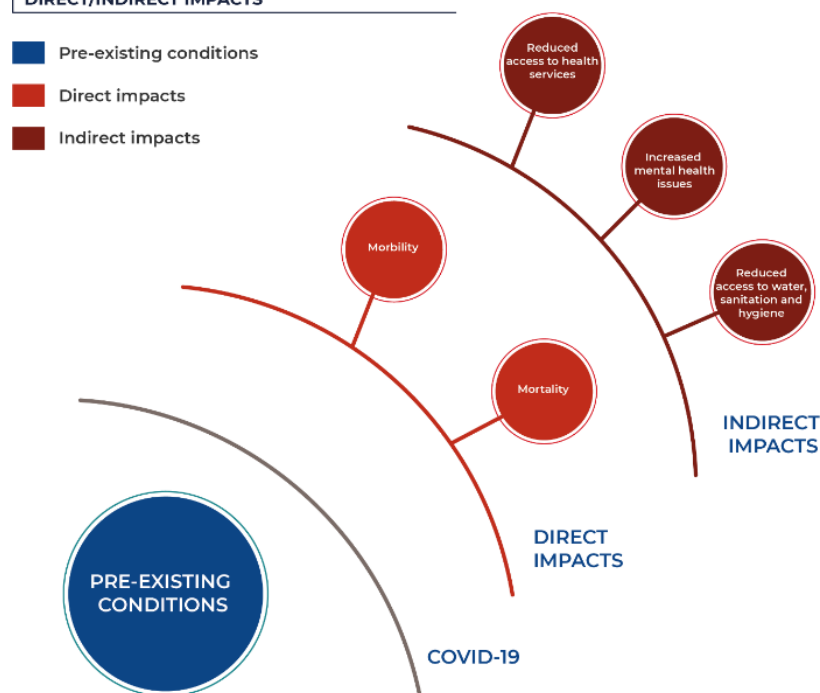 DIRECT/INDIRECT IMPACTS
Pre-existing conditions
Direct impacts
Indirect impacts
Reduced
access to health
services
Increased
mental health
issues
Morbility
Reduced
access to water,
sanitation and
hygiene
Mortality
INDIRECT
IMPACTS
DIRECT
IMPACTS
PRE-EXISTING
CONDITIONS
COVID-19